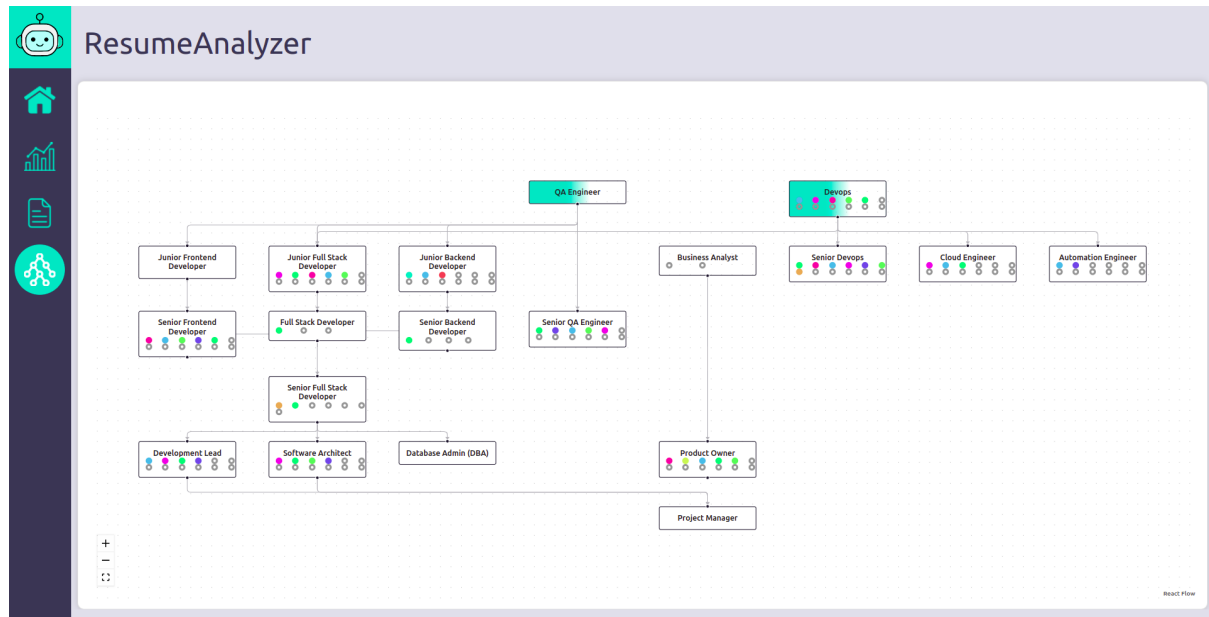 ResumeAnalyzer
QA Engineer
Devops
Junior Frontend
Developer
Junior Full Stack
Developer
Junior Backend
Developer
Business Analyst
Senior Devops
Cloud Engineer
Automation Engineer
Senior Frontend
Developer
Full Stack Developer
Senior Backend
Developer
Senior QA Engineer
Senior Full Stack
Developer
Development Lead
Software Architect
Database Admin (DBA)
Product Owner
Project Manager
React Flow